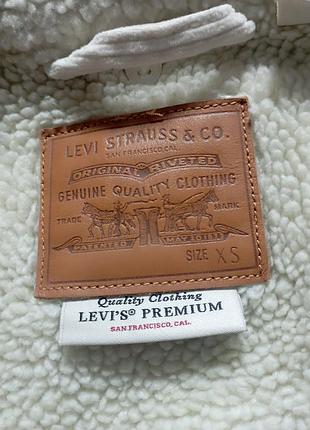 LEVI STRAUSS & CO.
SAN FRANCISCO, CAL.
ORIGINAL RIVETED
GENUINE QUALITY CLOTHING
TRADE MARK
PATENTED MAY 20 1873
SIZE XS
Quality Clothing
LEVI'S® PREMIUM
SAN FRANCISCO, CAL.